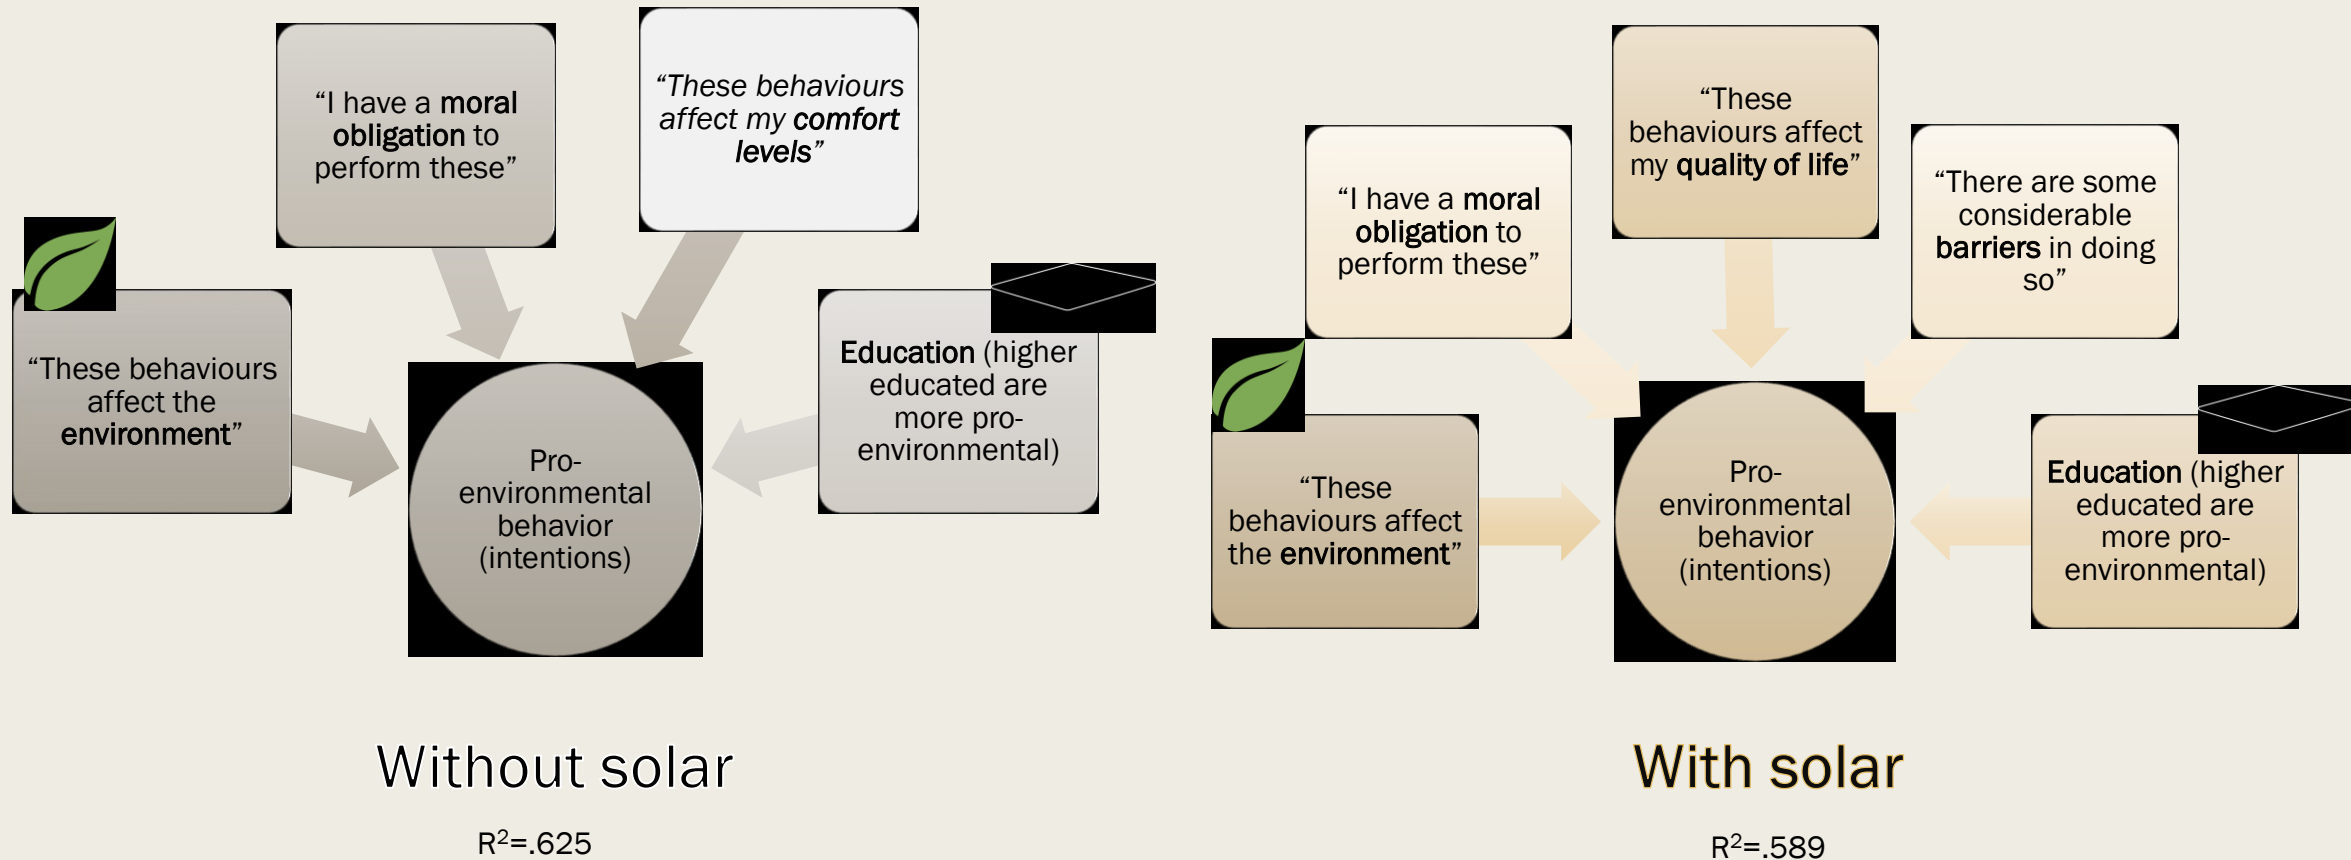 “These behaviours
affect the
environment”
“I have a moral
obligation to
perform these”
“These behaviours
affect my comfort
levels”
Education (higher
educated are
more pro-
environmental)
Pro-
environmental
behavior
(intentions)
Without solar
R²=.625
“These
behaviours affect
the environment”
“I have a moral
obligation to
perform these”
“These
behaviours affect
my quality of life”
“There are some
considerable
barriers in doing
so”
Education (higher
educated are
more pro-
environmental)
Pro-
environmental
behavior
(intentions)
With solar
R²=.589